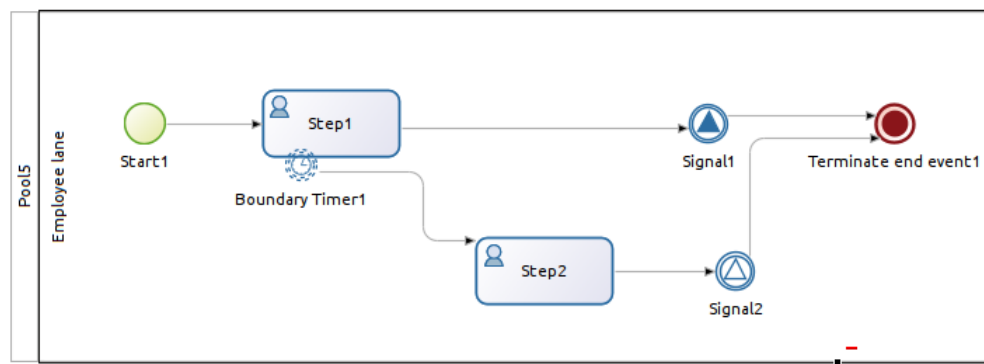 Pool5
Employee lane
Start1
Step1
Boundary Timer1
Step2
Signal1
Signal2
Terminate end event1